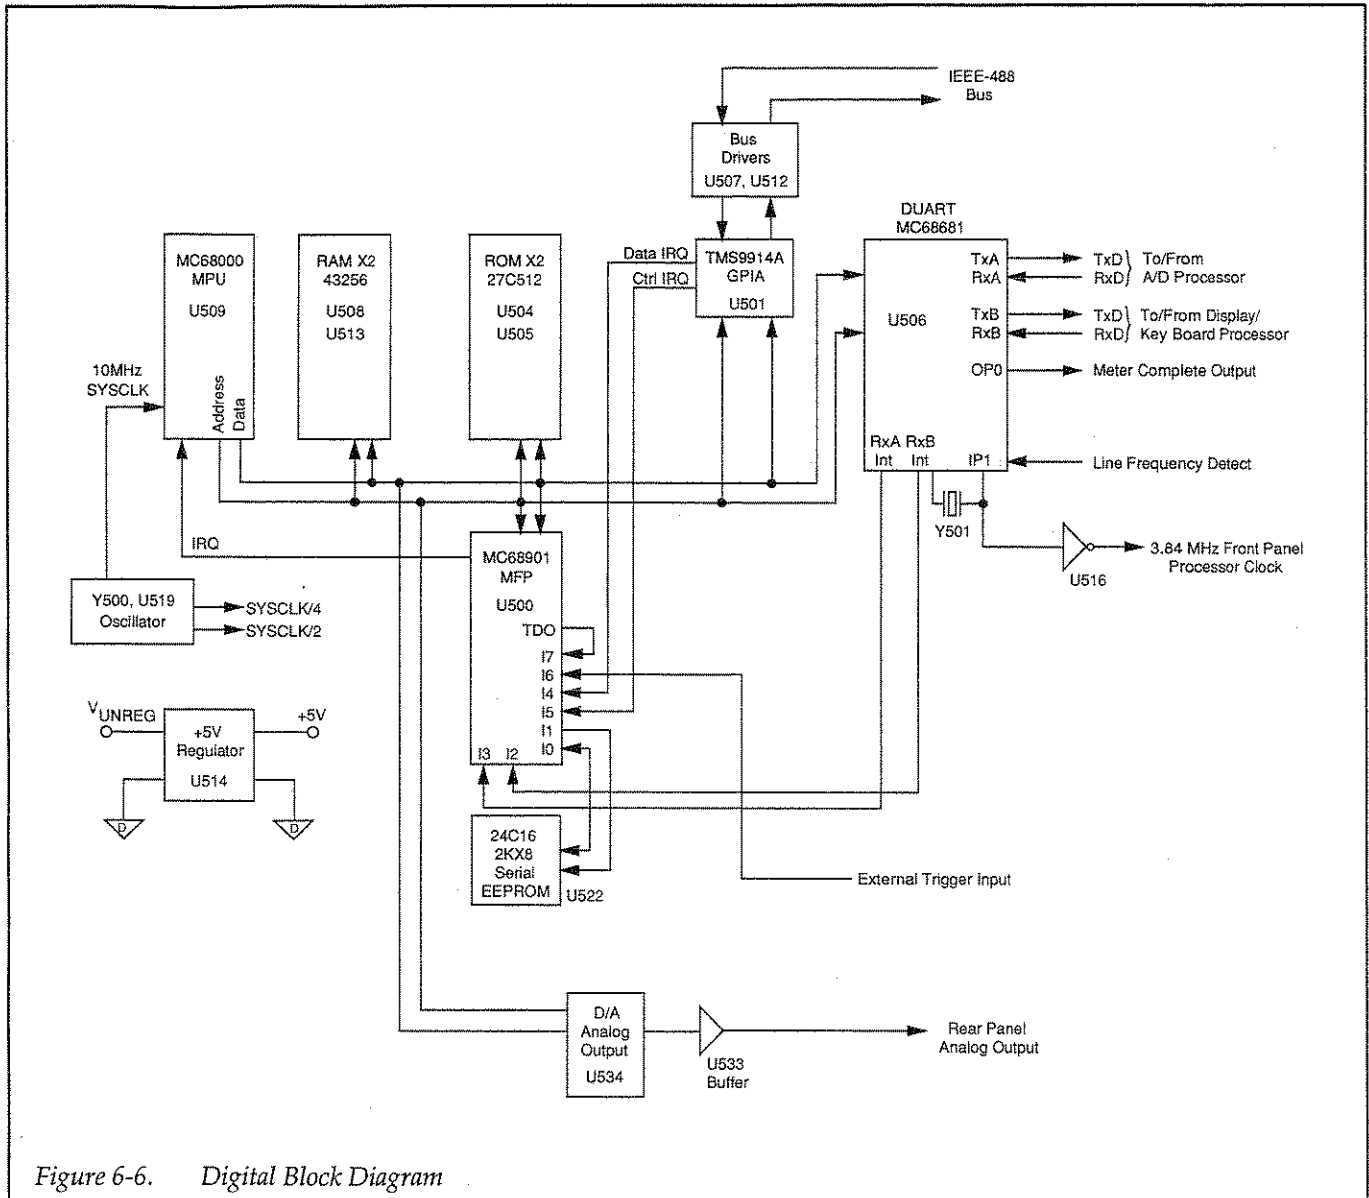 IEEE-488
Bus
Bus
Drivers
U507, U512
DUART
MC68681
MC68000
MPU
U509
Address
Data
RAM X2
43256
U508
U513
ROM X2
27C512
U504
U505
Data IRQ
Ctrl IRQ
TMS9914A
GPIA
U501
U506
TxA
RxA
TxB
RxB
OP0
RxA RxB
Int Int
IP1
TxD } To/From
RxD } A/D Processor
TxD } To/From Display/
RxD } Key Board Processor
Meter Complete Output
Line Frequency Detect
10MHz
SYSCLK
Y501
U516
3.84 MHz Front Panel
Processor Clock
IRQ
MC68901
MFP
U500
TDO
I7
I6
I4
I5
I1
I0
I3 I2
Y500, U519
Oscillator
SYSCLK/4
SYSCLK/2
VUNREG
+5V
Regulator
U514
+5V
D
D
24C16
2KX8
Serial
EEPROM
U522
External Trigger Input
D/A
Analog
Output
U534
U533
Buffer
Rear Panel
Analog Output
Figure 6-6. Digital Block Diagram